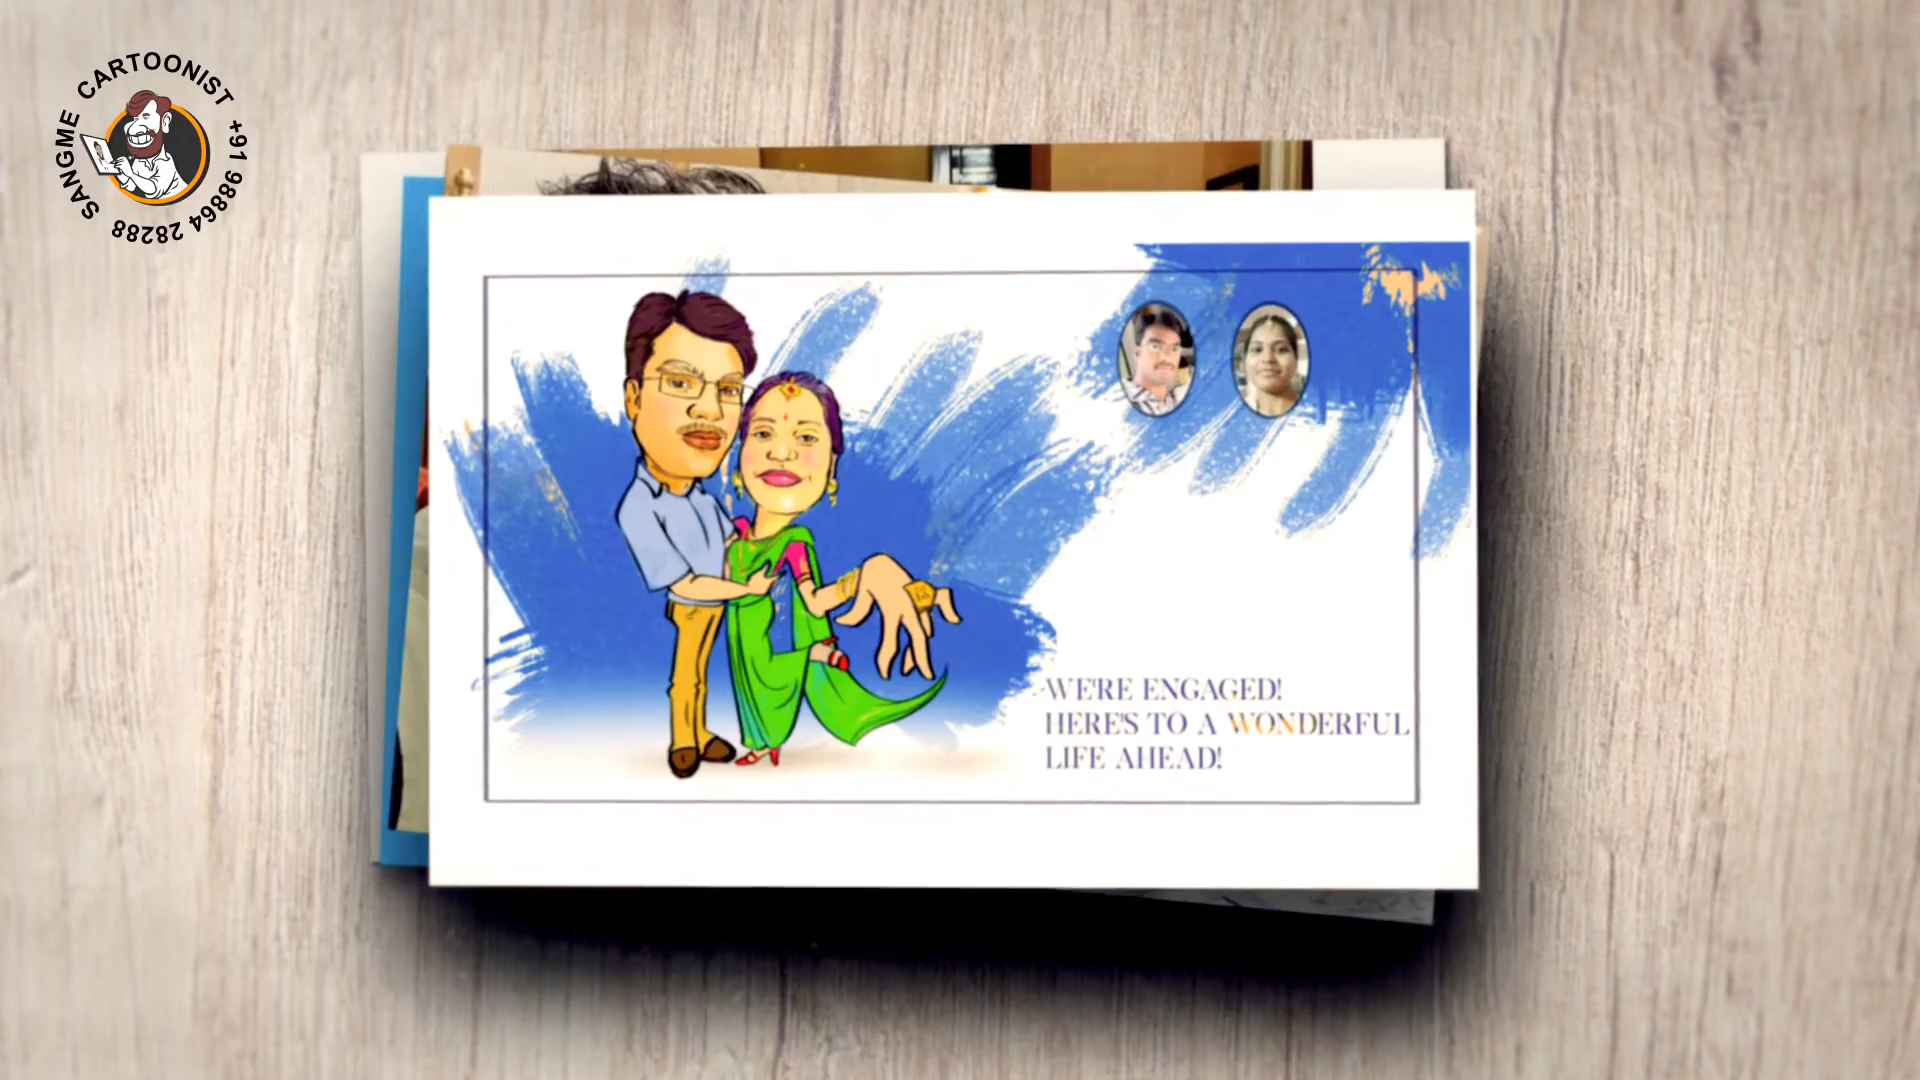 SANGME CARTOONIST +91 98864 28288
WE'RE ENGAGED!
HERE'S TO A WONDERFUL
LIFE AHEAD!